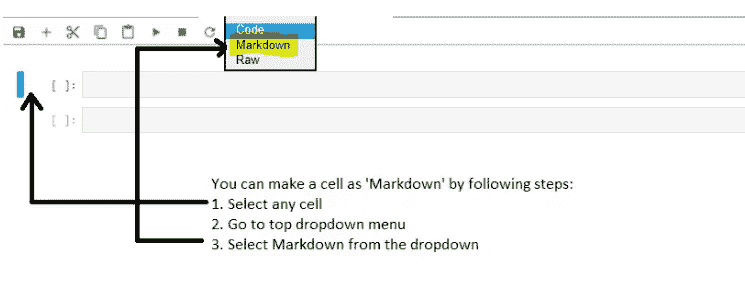 Code
Markdown
Raw
[ ]:
[ ]:
You can make a cell as 'Markdown' by following steps:
1. Select any cell
2. Go to top dropdown menu
3. Select Markdown from the dropdown